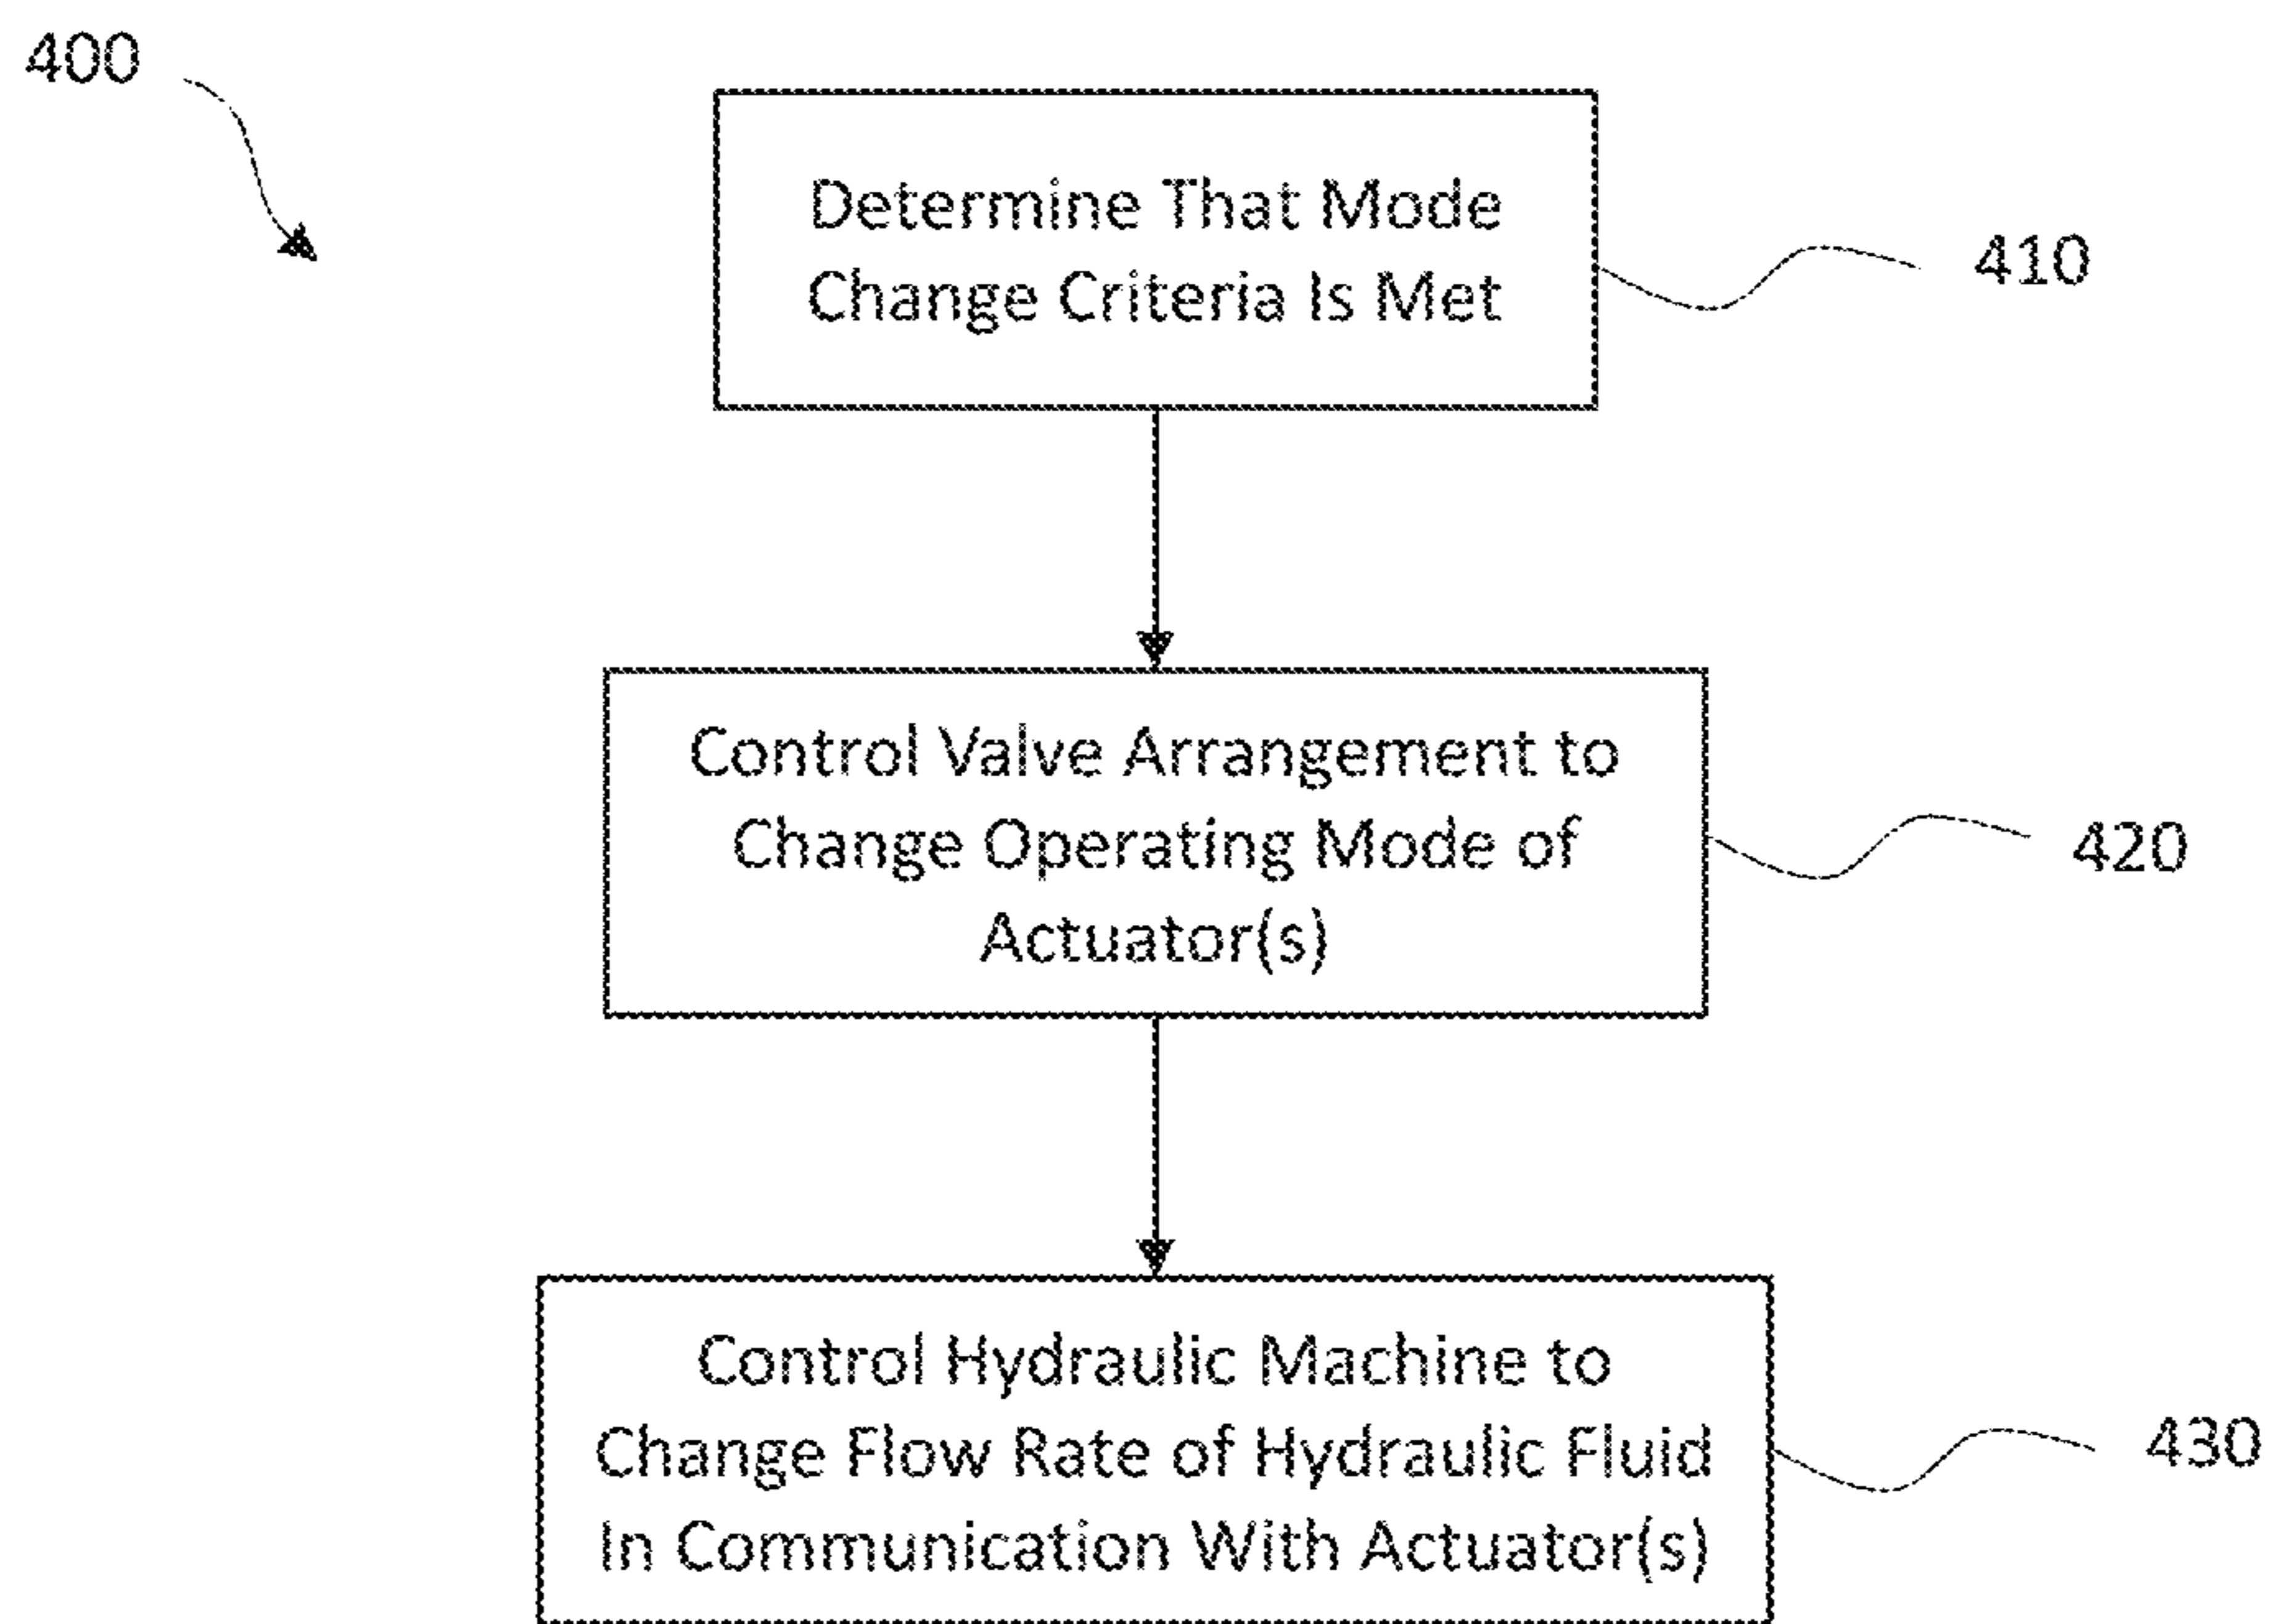 400
Determine That Mode
Change Criteria Is Met
410
Control Valve Arrangement to
Change Operating Mode of
Actuator(s)
420
Control Hydraulic Machine to
Change Flow Rate of Hydraulic Fluid
In Communication With Actuator(s)
430